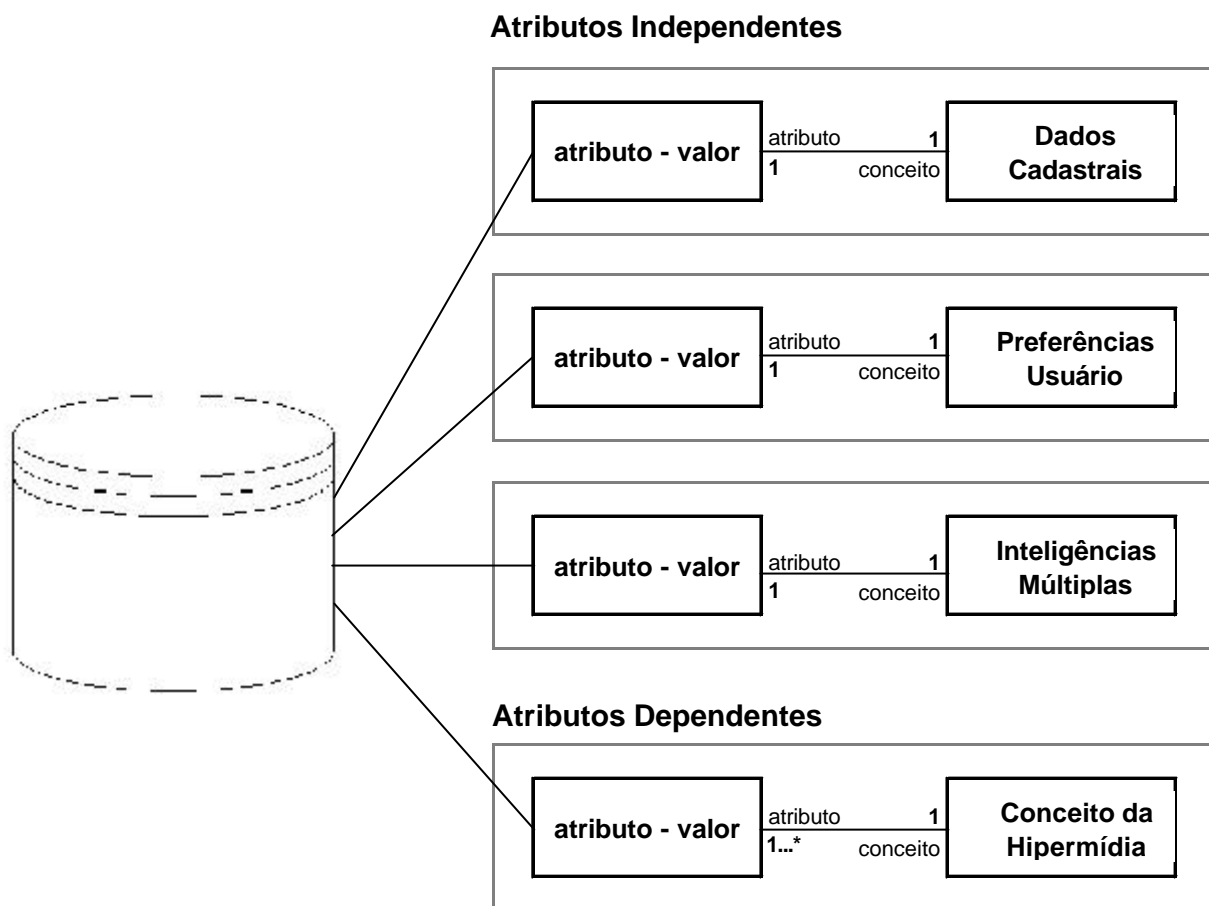 Atributos Independentes
atributo - valor
atributo
1
1
conceito
Dados
Cadastrais
atributo - valor
atributo
1
1
conceito
Preferências
Usuário
atributo - valor
atributo
1
1
conceito
Inteligências
Múltiplas
Atributos Dependentes
atributo - valor
atributo
1
1...*
conceito
Conceito da
Hipermídia